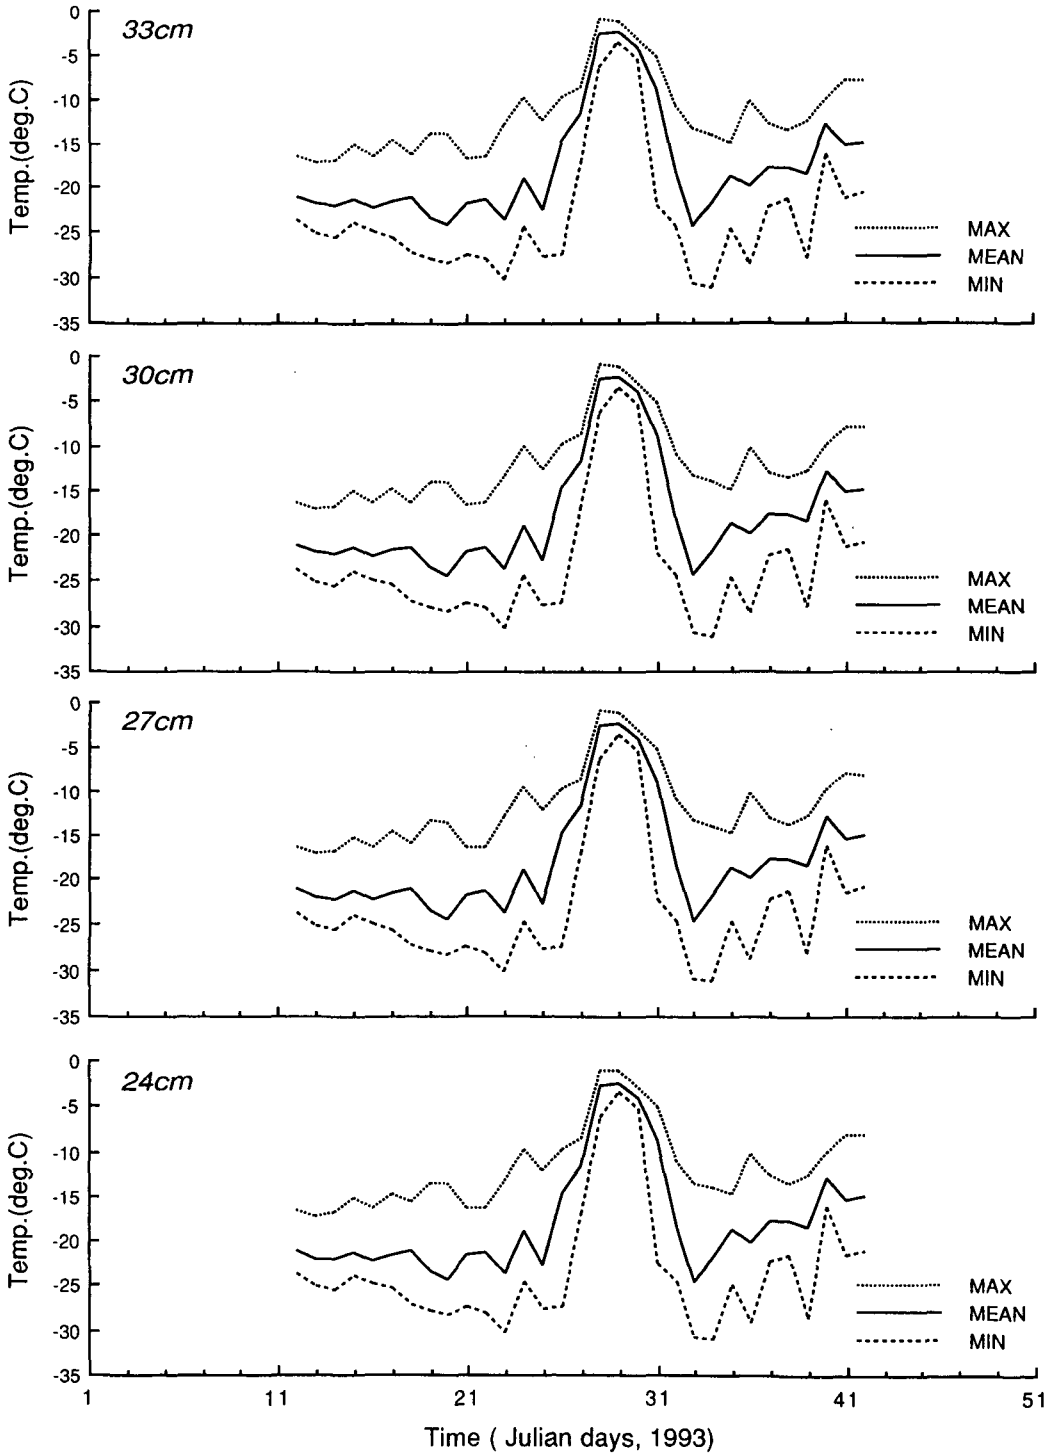 33cm
0
-5
-10
-15
-20
-25
-30
-35
Temp.(deg.C)
MAX
MEAN
MIN
30cm
0
-5
-10
-15
-20
-25
-30
-35
Temp.(deg.C)
MAX
MEAN
MIN
27cm
0
-5
-10
-15
-20
-25
-30
-35
Temp.(deg.C)
MAX
MEAN
MIN
24cm
0
-5
-10
-15
-20
-25
-30
-35
Temp.(deg.C)
MAX
MEAN
MIN
1 11 21 31 41 51
Time ( Julian days, 1993)